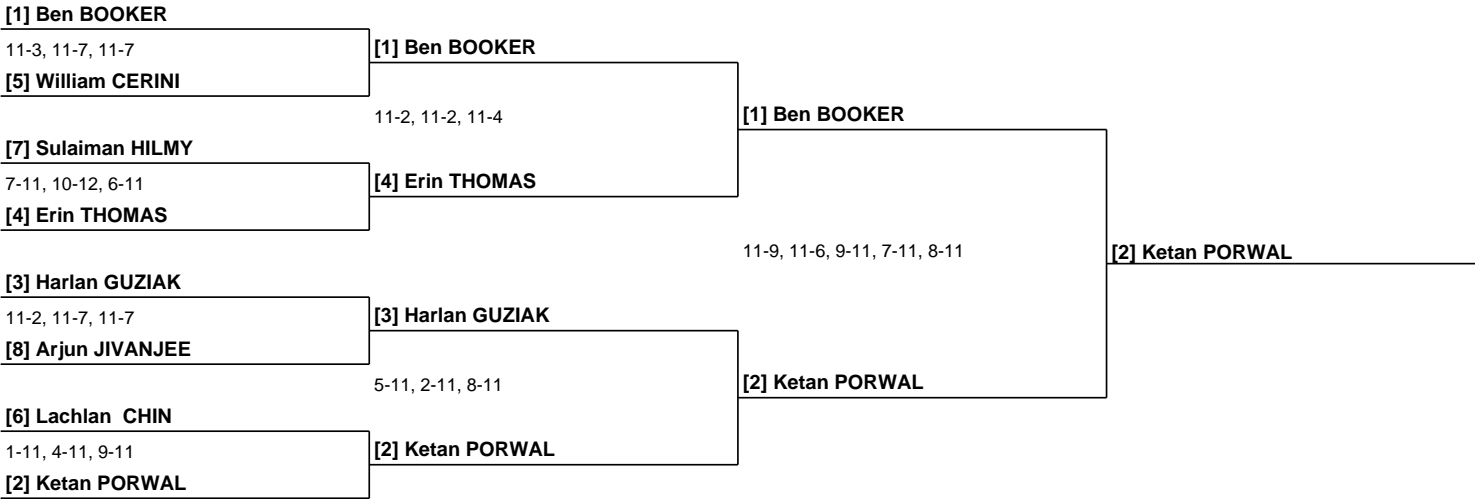 [1] Ben BOOKER
11-3, 11-7, 11-7
[5] William CERINI
[7] Sulaiman HILMY
7-11, 10-12, 6-11
[4] Erin THOMAS
[3] Harlan GUZIAK
11-2, 11-7, 11-7
[8] Arjun JIVANJEE
[6] Lachlan  CHIN
1-11, 4-11, 9-11
[2] Ketan PORWAL
[1] Ben BOOKER
11-2, 11-2, 11-4
[4] Erin THOMAS
[3] Harlan GUZIAK
5-11, 2-11, 8-11
[2] Ketan PORWAL
[1] Ben BOOKER
11-9, 11-6, 9-11, 7-11, 8-11
[2] Ketan PORWAL
[2] Ketan PORWAL